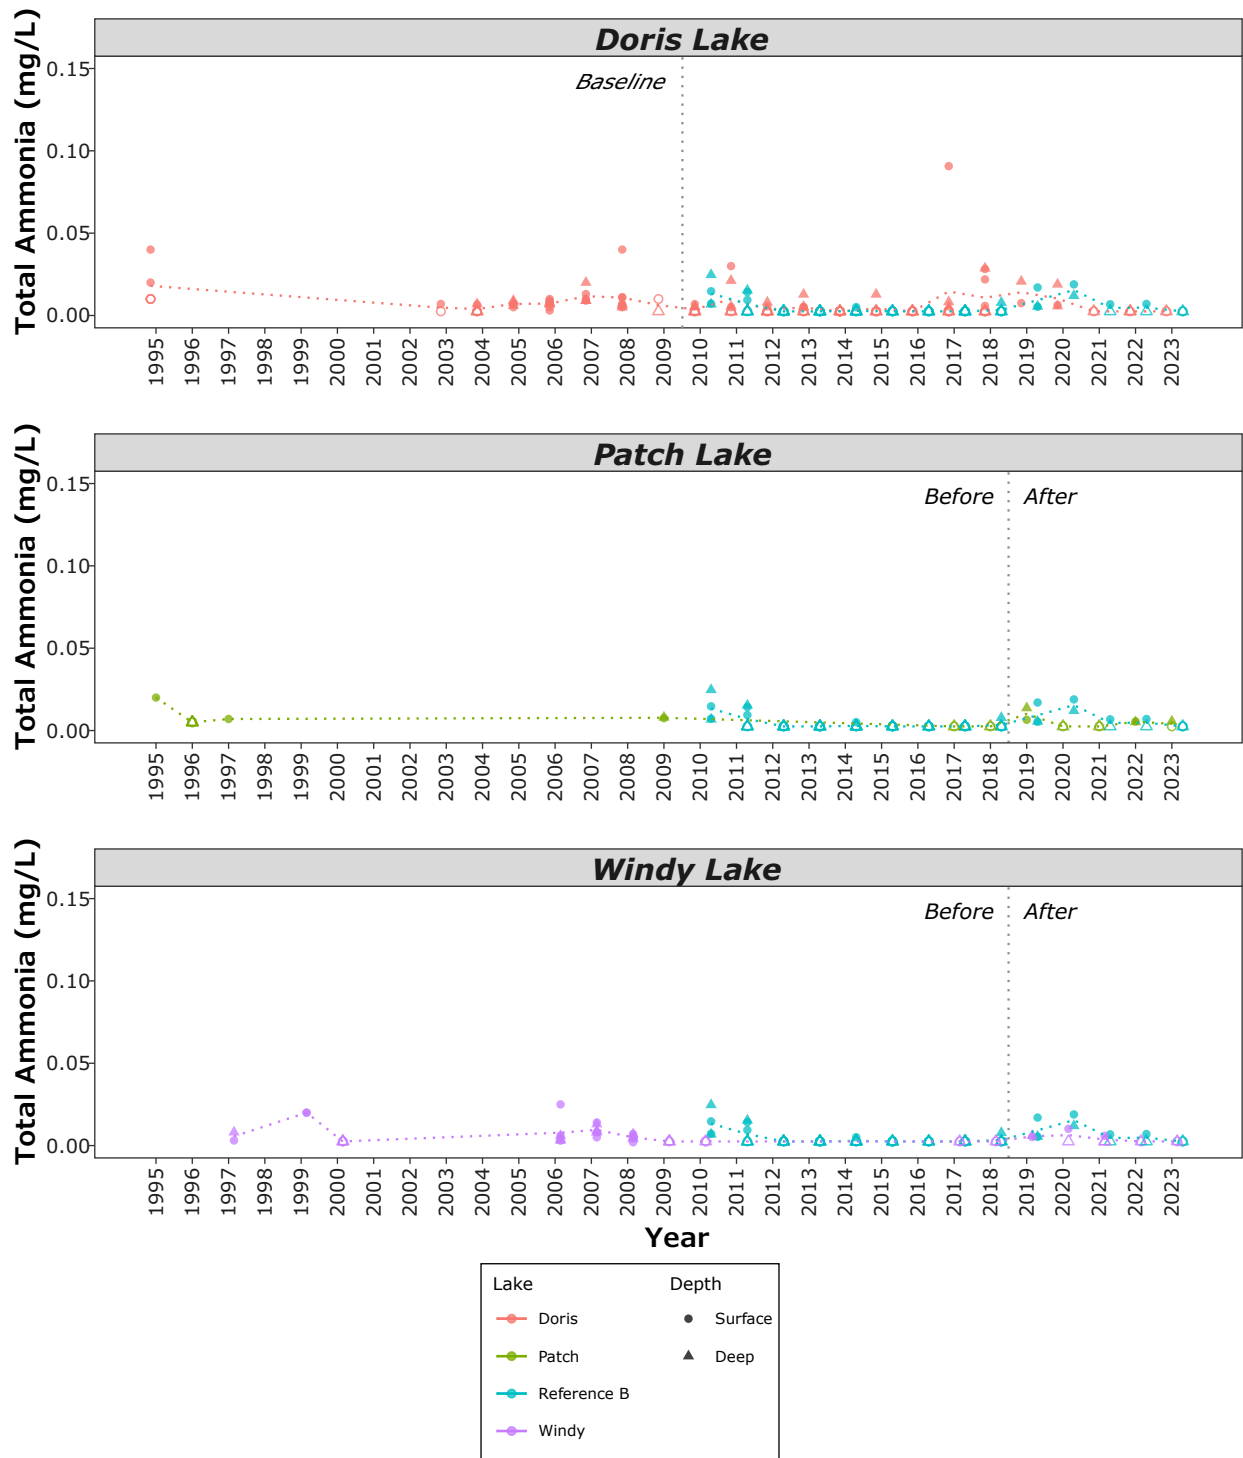 Doris Lake
Total Ammonia (mg/L)
0.15
0.10
0.05
0.00
Baseline
1995 1996 1997 1998 1999 2000 2001 2002 2003 2004 2005 2006 2007 2008 2009 2010 2011 2012 2013 2014 2015 2016 2017 2018 2019 2020 2021 2022 2023
Patch Lake
Total Ammonia (mg/L)
0.15
0.10
0.05
0.00
Before After
1995 1996 1997 1998 1999 2000 2001 2002 2003 2004 2005 2006 2007 2008 2009 2010 2011 2012 2013 2014 2015 2016 2017 2018 2019 2020 2021 2022 2023
Windy Lake
Total Ammonia (mg/L)
0.15
0.10
0.05
0.00
Before After
1995 1996 1997 1998 1999 2000 2001 2002 2003 2004 2005 2006 2007 2008 2009 2010 2011 2012 2013 2014 2015 2016 2017 2018 2019 2020 2021 2022 2023
Year
Lake Depth
Doris Surface
Patch Deep
Reference B
Windy